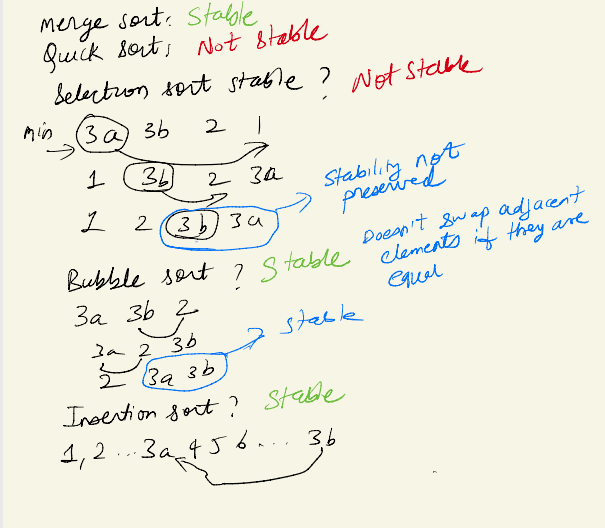 Merge sort: Stable
Quick sort: Not Stable
Selection sort stable ? Not Stable
Min 3a 3b 2 1
1 3b 2 3a
Stability not
preserved
1 2 3b 3a
Doesn't swap adjacent
elements if they are
equal
Bubble sort ? Stable
3a 3b 2
3a 2 3b
stable
2 3a 3b
Insertion sort ? Stable
1, 2 ... 3a 4 5 6 .... 3b